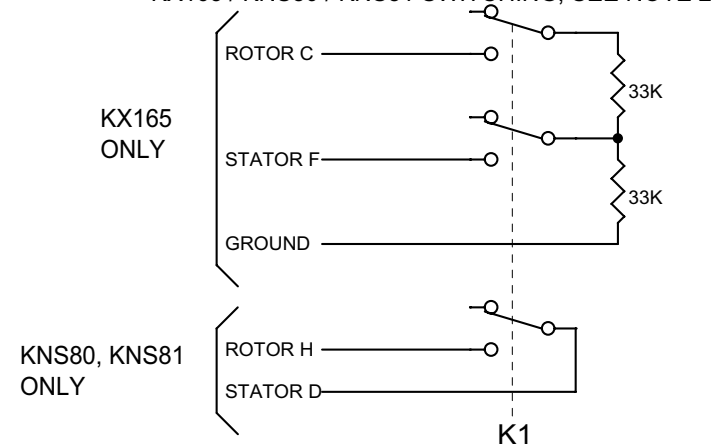 ROTOR C
33K
KX165
ONLY
STATOR F
33K
GROUND
KNS80, KNS81
ONLY
ROTOR H
STATOR D
K1